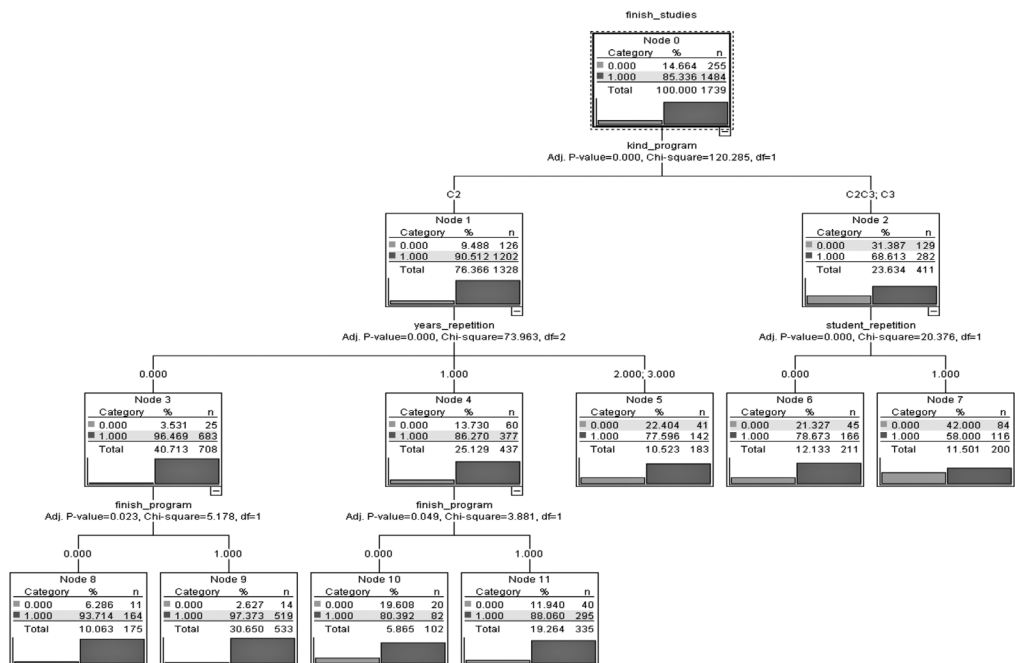 finish_studies
Node 0
Category % n
0.000 14.664 255
1.000 85.336 1484
Total 100.000 1739
kind_program
Adj. P-value=0.000, Chi-square=120.285, df=1
C2
C2C3; C3
Node 1
Category % n
0.000 9.488 126
1.000 90.512 1202
Total 76.366 1328
Node 2
Category % n
0.000 31.387 129
1.000 68.613 282
Total 23.634 411
years_repetition
Adj. P-value=0.000, Chi-square=73.963, df=2
student_repetition
Adj. P-value=0.000, Chi-square=20.376, df=1
0.000
1.000
2.000; 3.000
0.000
1.000
Node 3
Category % n
0.000 3.531 25
1.000 96.469 683
Total 40.713 708
Node 4
Category % n
0.000 13.730 60
1.000 86.270 377
Total 25.129 437
Node 5
Category % n
0.000 22.404 41
1.000 77.596 142
Total 10.523 183
Node 6
Category % n
0.000 21.327 45
1.000 78.673 166
Total 12.133 211
Node 7
Category % n
0.000 42.000 84
1.000 58.000 116
Total 11.501 200
finish_program
Adj. P-value=0.023, Chi-square=5.178, df=1
finish_program
Adj. P-value=0.049, Chi-square=3.881, df=1
0.000
1.000
0.000
1.000
Node 8
Category % n
0.000 6.286 11
1.000 93.714 164
Total 10.063 175
Node 9
Category % n
0.000 2.627 14
1.000 97.373 519
Total 30.650 533
Node 10
Category % n
0.000 19.608 20
1.000 80.392 82
Total 5.865 102
Node 11
Category % n
0.000 11.940 40
1.000 88.060 295
Total 19.264 335